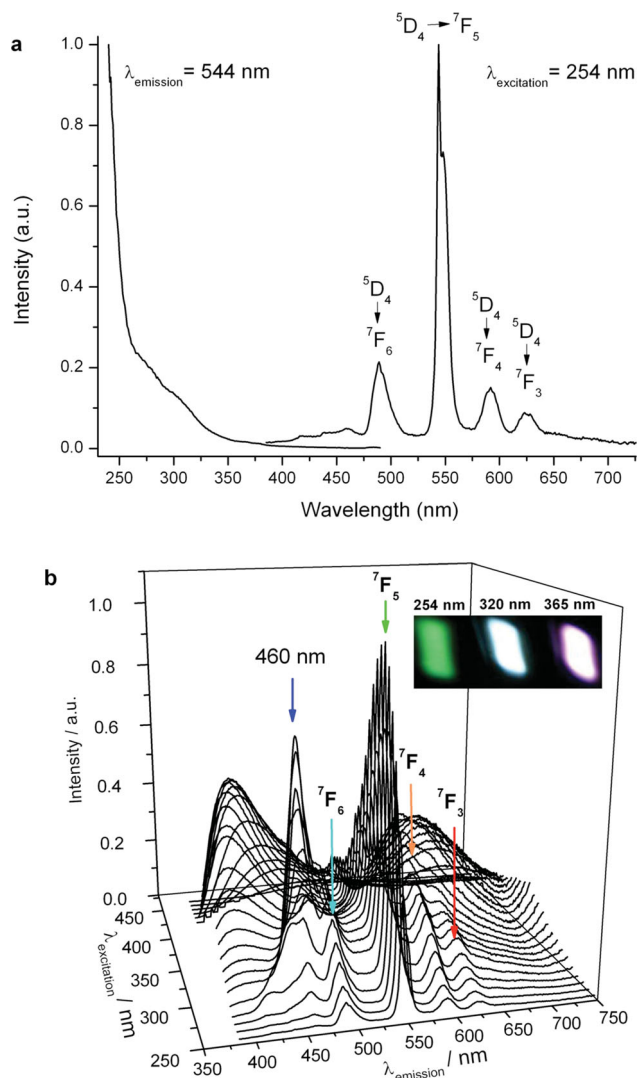 a
⁵D₄ → ⁷F₅
λemission = 544 nm
λexcitation = 254 nm
1.0
0.8
0.6
0.4
0.2
0.0
Intensity (a.u.)
⁵D₄
↓
⁷F₆
⁵D₄
↓
⁷F₄
⁵D₄
↓
⁷F₃
250 300 350 400 450 500 550 600 650 700
Wavelength (nm)
b
⁷F₅
254 nm 320 nm 365 nm
460 nm
⁷F₆
⁷F₄
⁷F₃
1.0
0.8
0.6
0.4
0.2
0.0
Intensity / a.u.
450
400
350
300
250
λexcitation / nm
350 400 450 500 550 600 650 700 750
λemission / nm